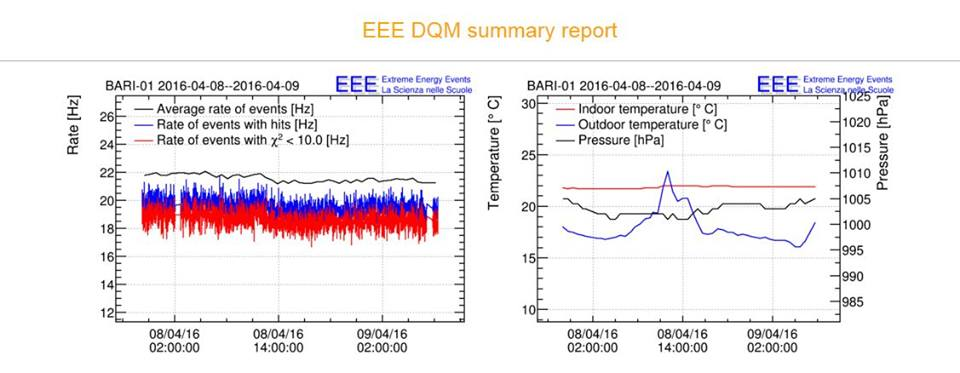 EEE DQM summary report
BARI-01 2016-04-08--2016-04-09
EEE Extreme Energy Events
La Scienza nelle Scuole
Rate [Hz]
Average rate of events [Hz]
Rate of events with hits [Hz]
Rate of events with χ² < 10.0 [Hz]
26
24
22
20
18
16
14
12
08/04/16
02:00:00
08/04/16
14:00:00
09/04/16
02:00:00
BARI-01 2016-04-08--2016-04-09
EEE Extreme Energy Events
La Scienza nelle Scuole
Temperature [° C]
Indoor temperature [° C]
Outdoor temperature [° C]
Pressure [hPa]
30
25
20
15
10
1025
1020
1015
1010
1005
1000
995
990
985
Pressure [hPa]
08/04/16
02:00:00
08/04/16
14:00:00
09/04/16
02:00:00